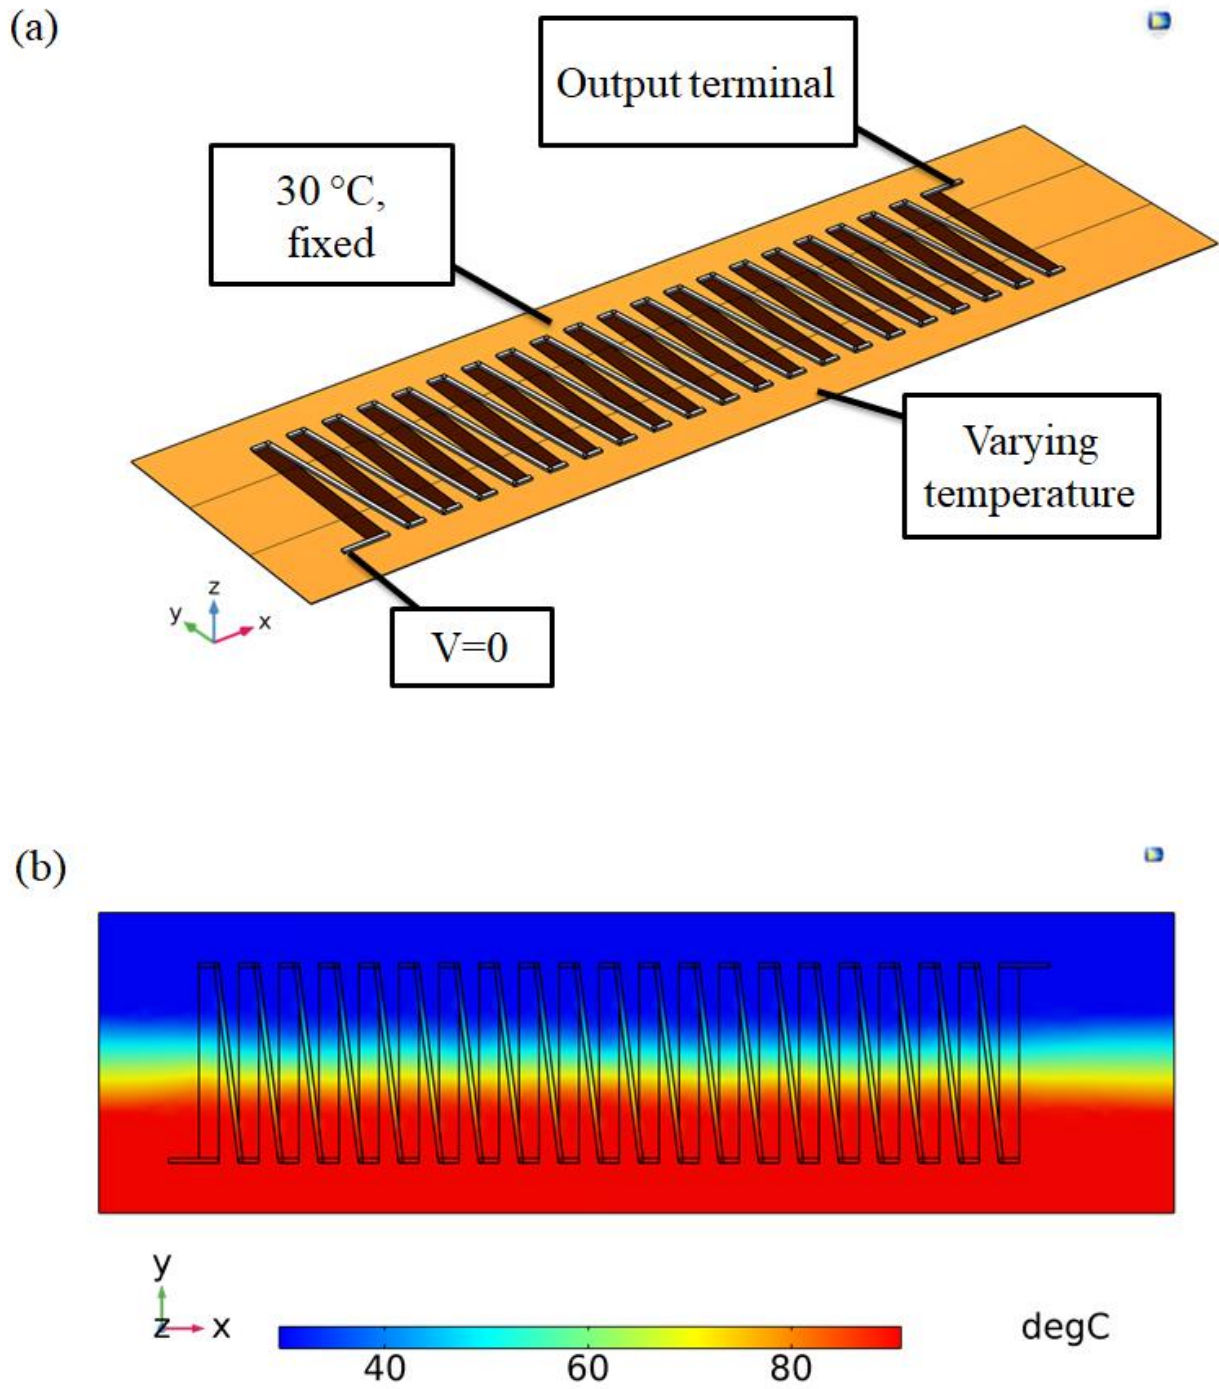 (a)
Output terminal
30 °C,
fixed
Varying
temperature
z
y
x
V=0
(b)
y
z
x
degC
40
60
80